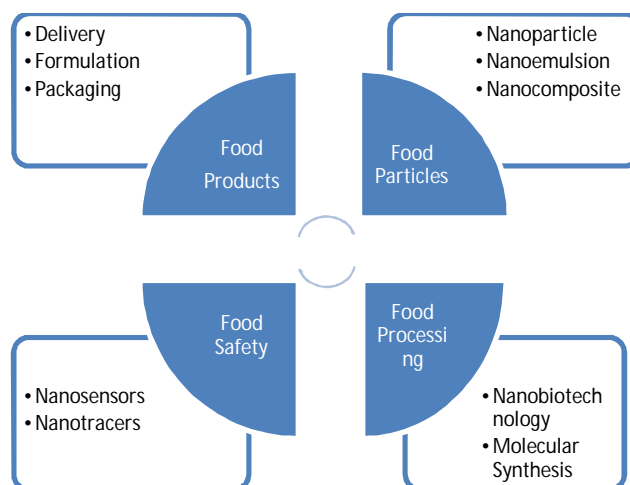 • Delivery
• Formulation
• Packaging
Food
Products
• Nanoparticle
• Nanoemulsion
• Nanocomposite
Food
Particles
Food
Safety
• Nanosensors
• Nanotracers
Food
Processi
ng
• Nanobiotech
nology
• Molecular
Synthesis